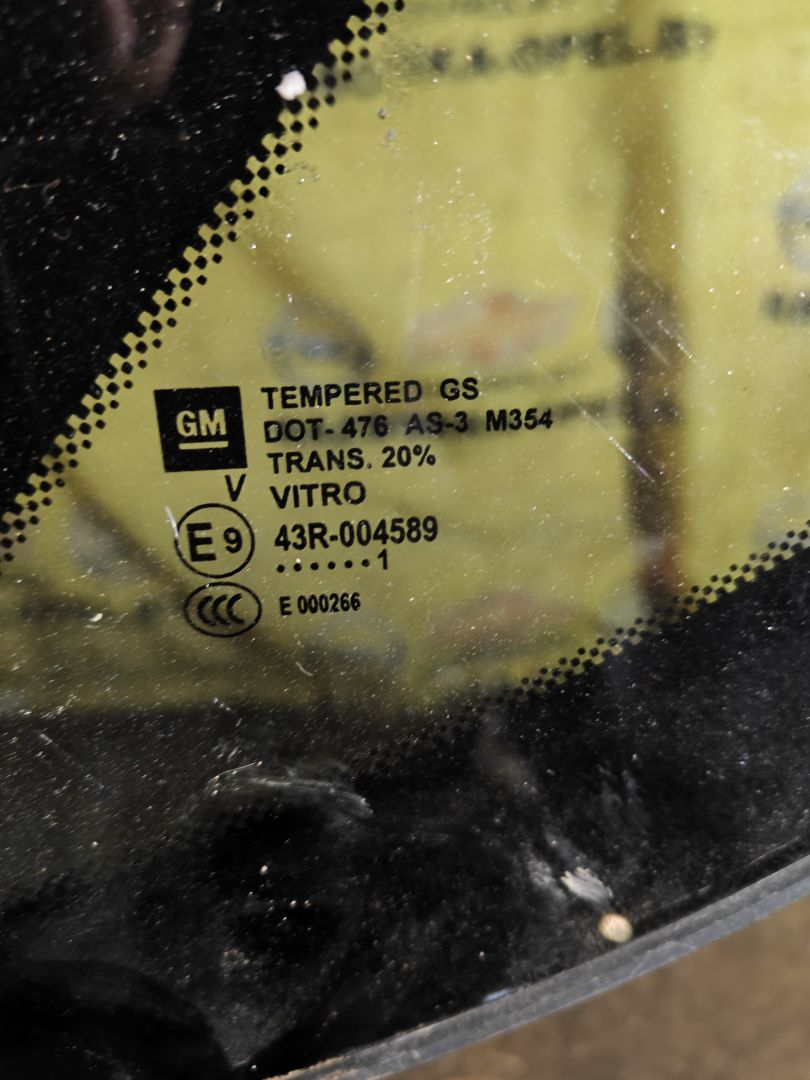 GM
TEMPERED GS
DOT-476 AS-3 M354
TRANS. 20%
V VITRO
E9 43R-004589
••••••1
CCC E 000266